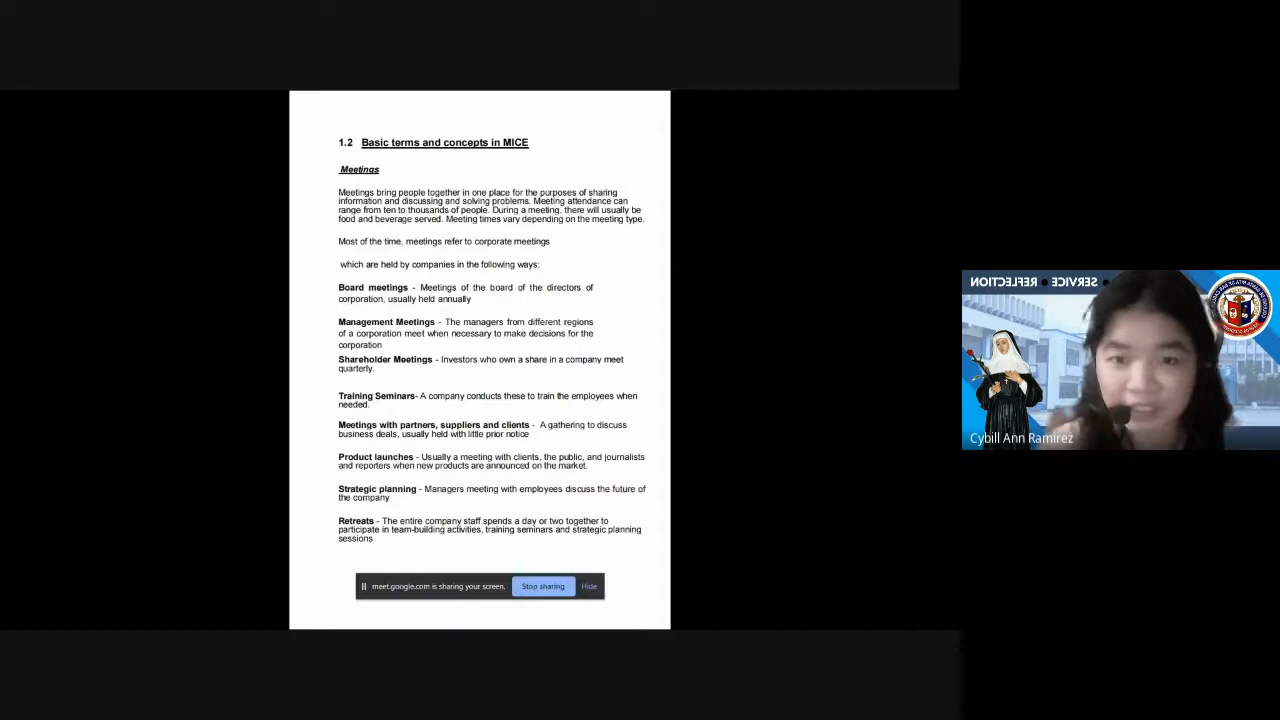 1.2 Basic terms and concepts in MICE
Meetings
Meetings bring people together in one place for the purposes of sharing
information and discussing and solving problems. Meeting attendance can
range from ten to thousands of people. During a meeting, there will usually be
food and beverage served. Meeting times vary depending on the meeting type.
Most of the time, meetings refer to corporate meetings
which are held by companies in the following ways:
Board meetings - Meetings of the board of the directors of
corporation, usually held annually
Management Meetings - The managers from different regions
of a corporation meet when necessary to make decisions for the
corporation
Shareholder Meetings - Investors who own a share in a company meet
quarterly.
Training Seminars- A company conducts these to train the employees when
needed.
Meetings with partners, suppliers and clients - A gathering to discuss
business deals, usually held with little prior notice
Product launches - Usually a meeting with clients, the public, and journalists
and reporters when new products are announced on the market.
Strategic planning - Managers meeting with employees discuss the future of
the company
Retreats - The entire company staff spends a day or two together to
participate in team-building activities, training seminars and strategic planning
sessions
meet.google.com is sharing your screen. Stop sharing Hide
SERVICE • REFLECTION
Cybill Ann Ramirez